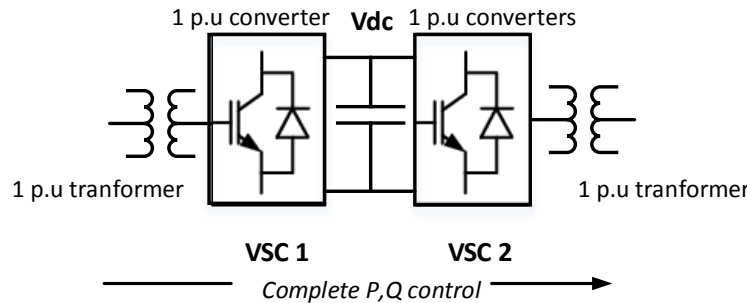 1 p.u converter
Vdc
1 p.u converters
1 p.u tranformer
1 p.u tranformer
VSC 1
VSC 2
Complete P,Q control